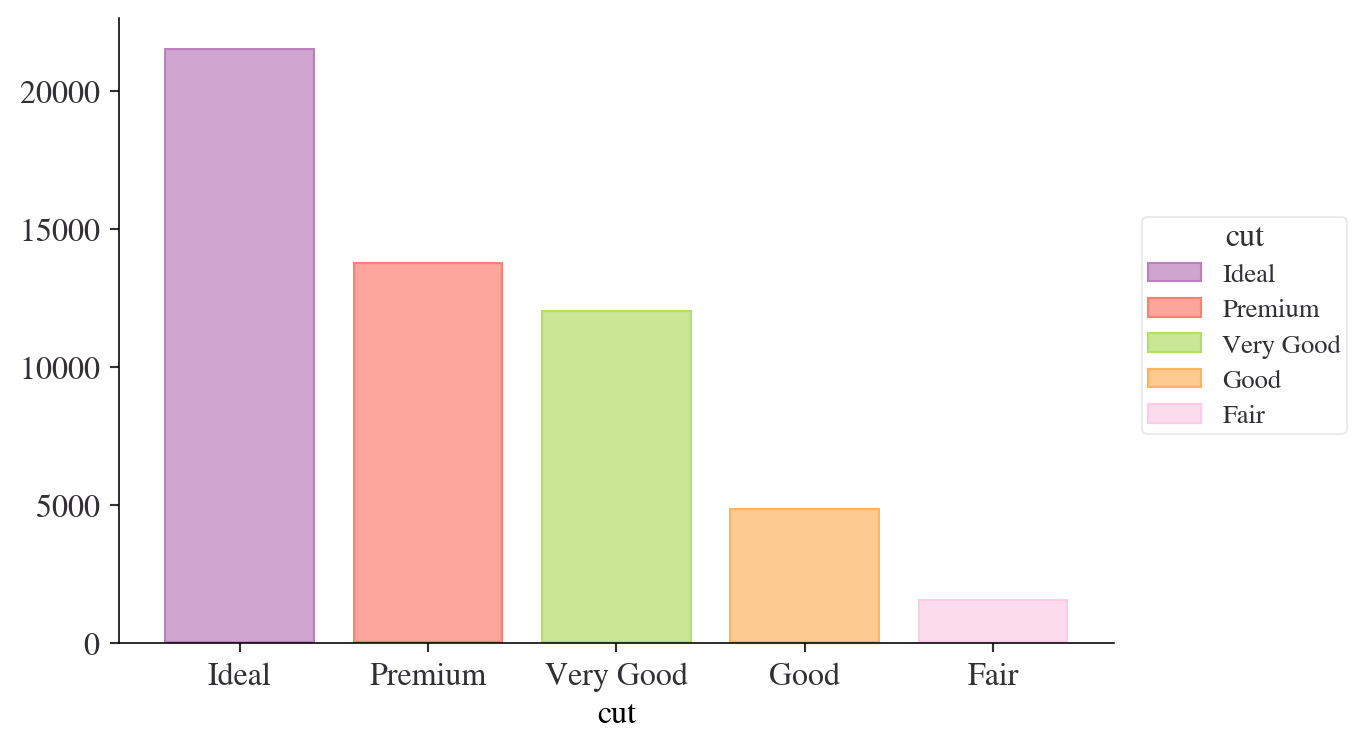 20000
15000
10000
5000
0
Ideal Premium Very Good Good Fair
cut
cut
Ideal
Premium
Very Good
Good
Fair